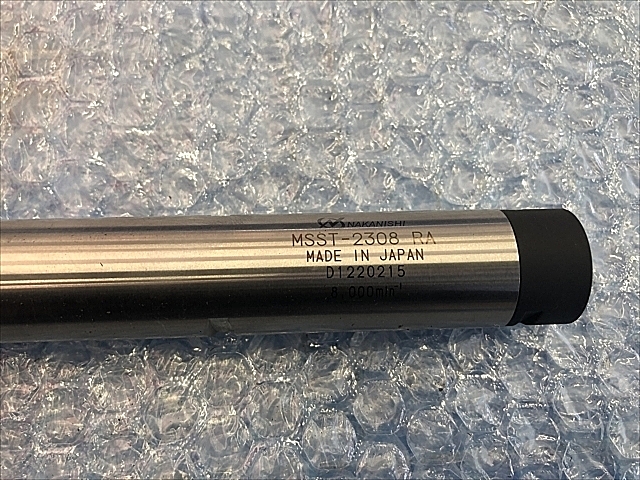 NAKANISHI
MSST-2308 RA
MADE IN JAPAN
D1220215
8,000min⁻¹